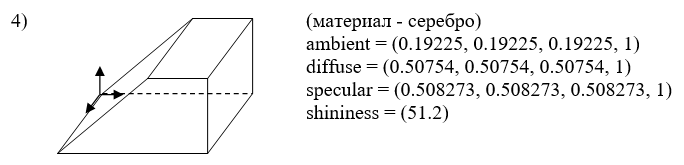 4)
(материал - серебро)
ambient = (0.19225, 0.19225, 0.19225, 1)
diffuse = (0.50754, 0.50754, 0.50754, 1)
specular = (0.508273, 0.508273, 0.508273, 1)
shininess = (51.2)